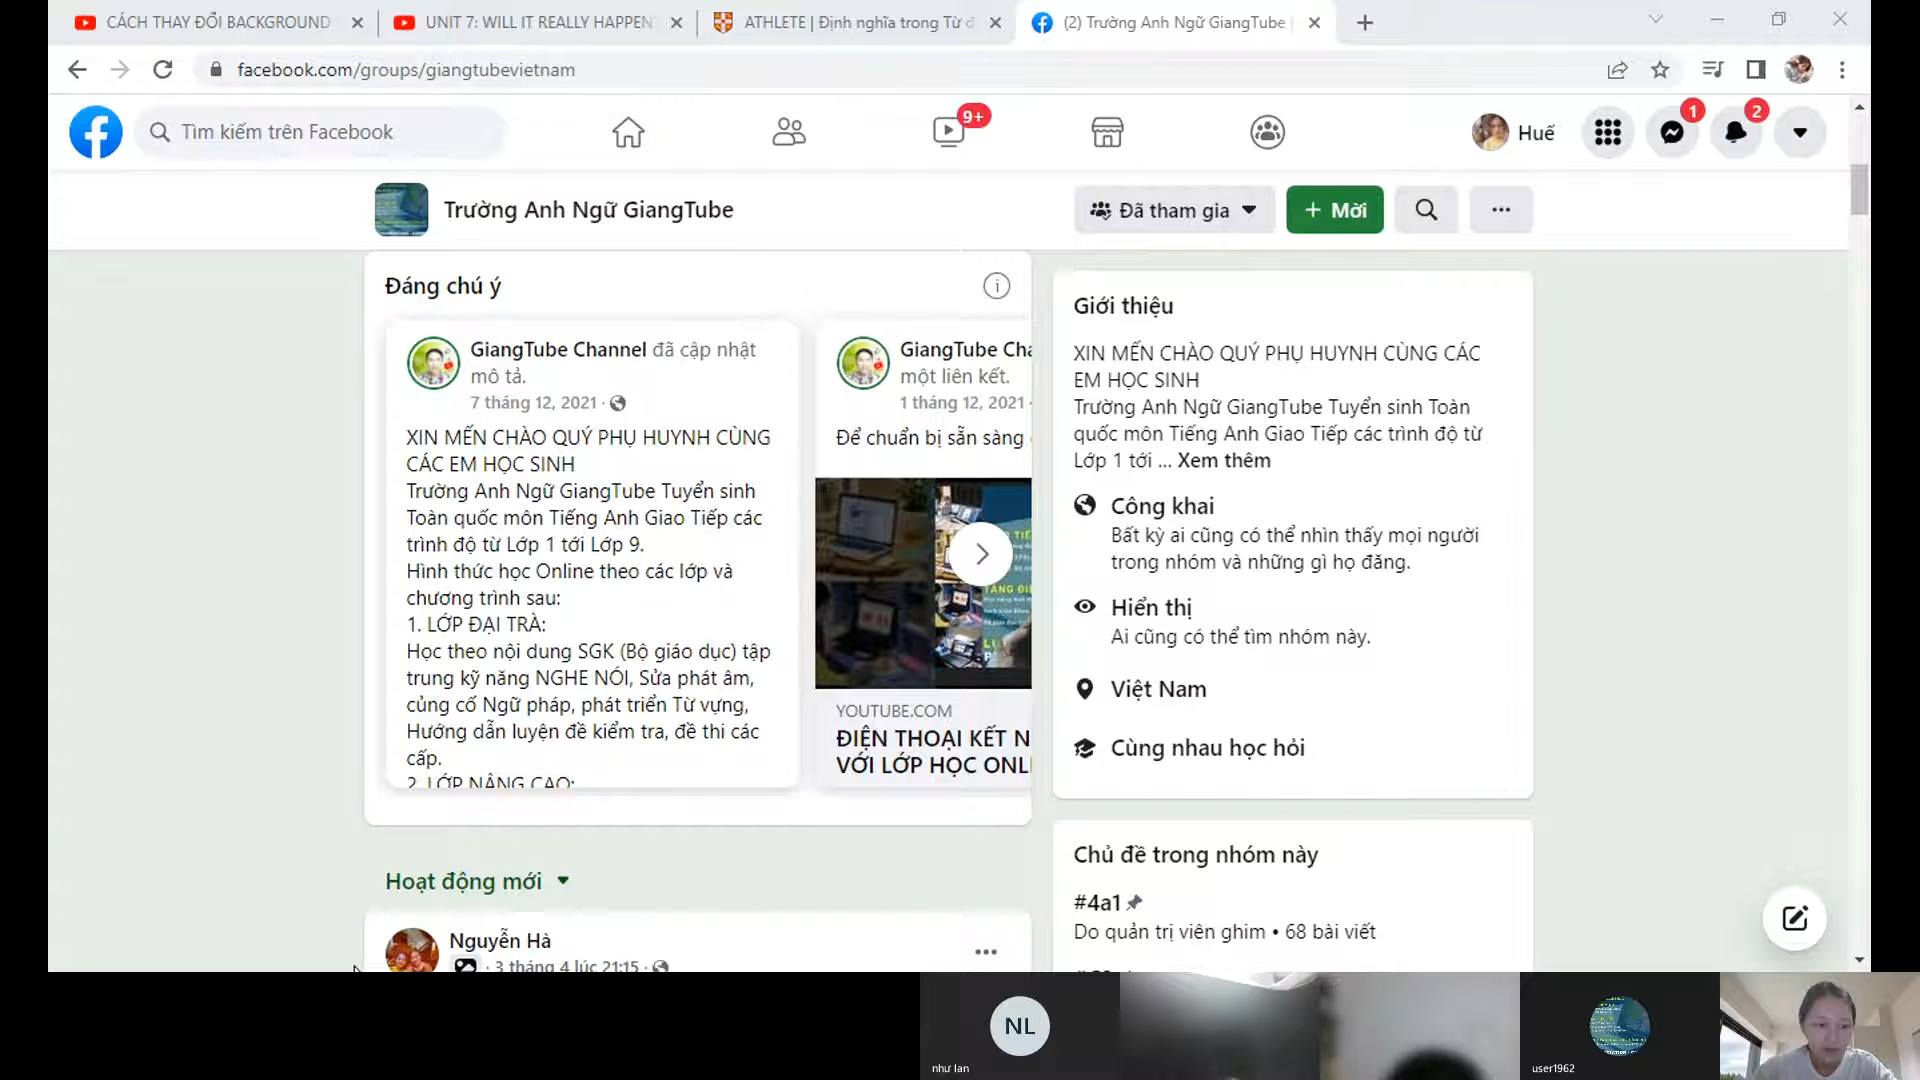 CÁCH THAY ĐỔI BACKGROUND
UNIT 7: WILL IT REALLY HAPPEN
ATHLETE | Định nghĩa trong Từ đ
(2) Trường Anh Ngữ GiangTube
facebook.com/groups/giangtubevietnam
Tìm kiếm trên Facebook
9+
Huế
1
2
Trường Anh Ngữ GiangTube
Đã tham gia
+ Mời
Đáng chú ý
GiangTube Channel đã cập nhật
mô tả.
7 tháng 12, 2021 ·
XIN MẾN CHÀO QUÝ PHỤ HUYNH CÙNG
CÁC EM HỌC SINH
Trường Anh Ngữ GiangTube Tuyển sinh
Toàn quốc môn Tiếng Anh Giao Tiếp các
trình độ từ Lớp 1 tới Lớp 9.
Hình thức học Online theo các lớp và
chương trình sau:
1. LỚP ĐẠI TRÀ:
Học theo nội dung SGK (Bộ giáo dục) tập
trung kỹ năng NGHE NÓI, Sửa phát âm,
củng cố Ngữ pháp, phát triển Từ vựng,
Hướng dẫn luyện đề kiểm tra, đề thi các
cấp.
2. LỚP NÂNG CAO:
GiangTube Cha
một liên kết.
1 tháng 12, 2021 ·
Để chuẩn bị sẵn sàng
YOUTUBE.COM
ĐIỆN THOẠI KẾT N
VỚI LỚP HỌC ONLI
Giới thiệu
XIN MẾN CHÀO QUÝ PHỤ HUYNH CÙNG CÁC
EM HỌC SINH
Trường Anh Ngữ GiangTube Tuyển sinh Toàn
quốc môn Tiếng Anh Giao Tiếp các trình độ từ
Lớp 1 tới ... Xem thêm
Công khai
Bất kỳ ai cũng có thể nhìn thấy mọi người
trong nhóm và những gì họ đăng.
Hiển thị
Ai cũng có thể tìm nhóm này.
Việt Nam
Cùng nhau học hỏi
Chủ đề trong nhóm này
#4a1
Do quản trị viên ghim • 68 bài viết
Hoạt động mới
Nguyễn Hà
· 3 tháng 4 lúc 21:15 ·
NL
như lan
user1962